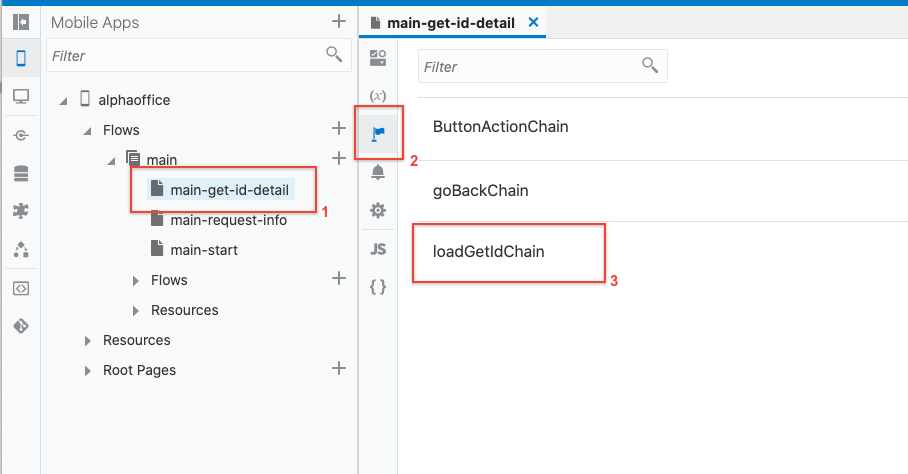 Mobile Apps
Filter
alphaoffice
Flows
main
main-get-id-detail
1
main-request-info
main-start
Flows
Resources
Resources
Root Pages
main-get-id-detail
(x)
2
JS
{ }
Filter
ButtonActionChain
goBackChain
loadGetIdChain
3